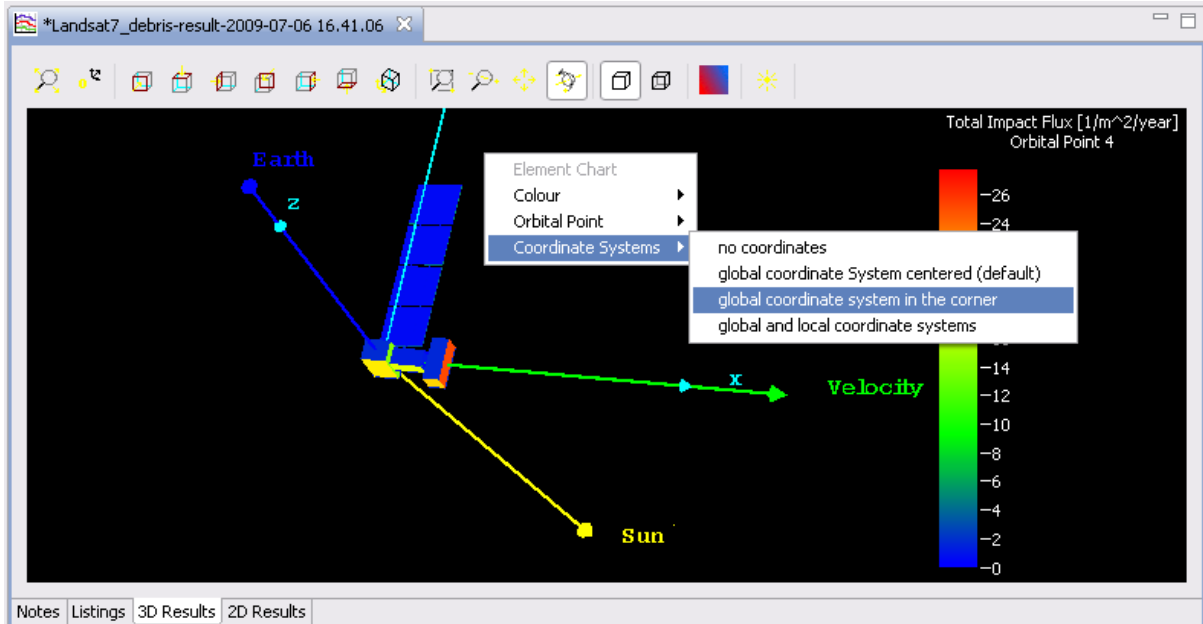 *Landsat7_debris-result-2009-07-06 16.41.06
Total Impact Flux [1/m^2/year]
Orbital Point 4
Earth
z
Element Chart
Colour
Orbital Point
Coordinate Systems
no coordinates
global coordinate System centered (default)
global coordinate system in the corner
global and local coordinate systems
x
Velocity
Sun
26
24
14
12
10
8
6
4
2
0
Notes Listings 3D Results 2D Results